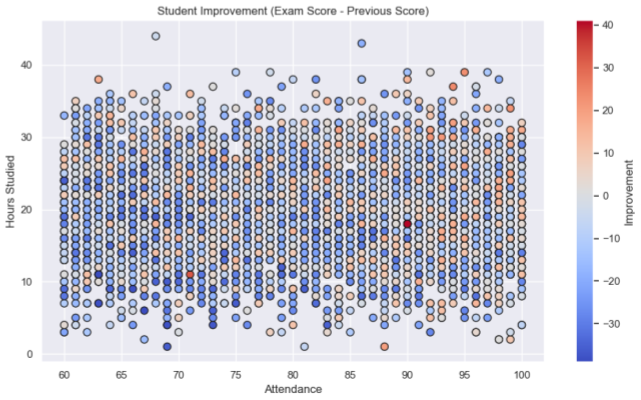 Student Improvement (Exam Score - Previous Score)
40
30
20
10
0
Hours Studied
60 65 70 75 80 85 90 95 100
Attendance
40
30
20
10
0
−10
−20
−30
Improvement